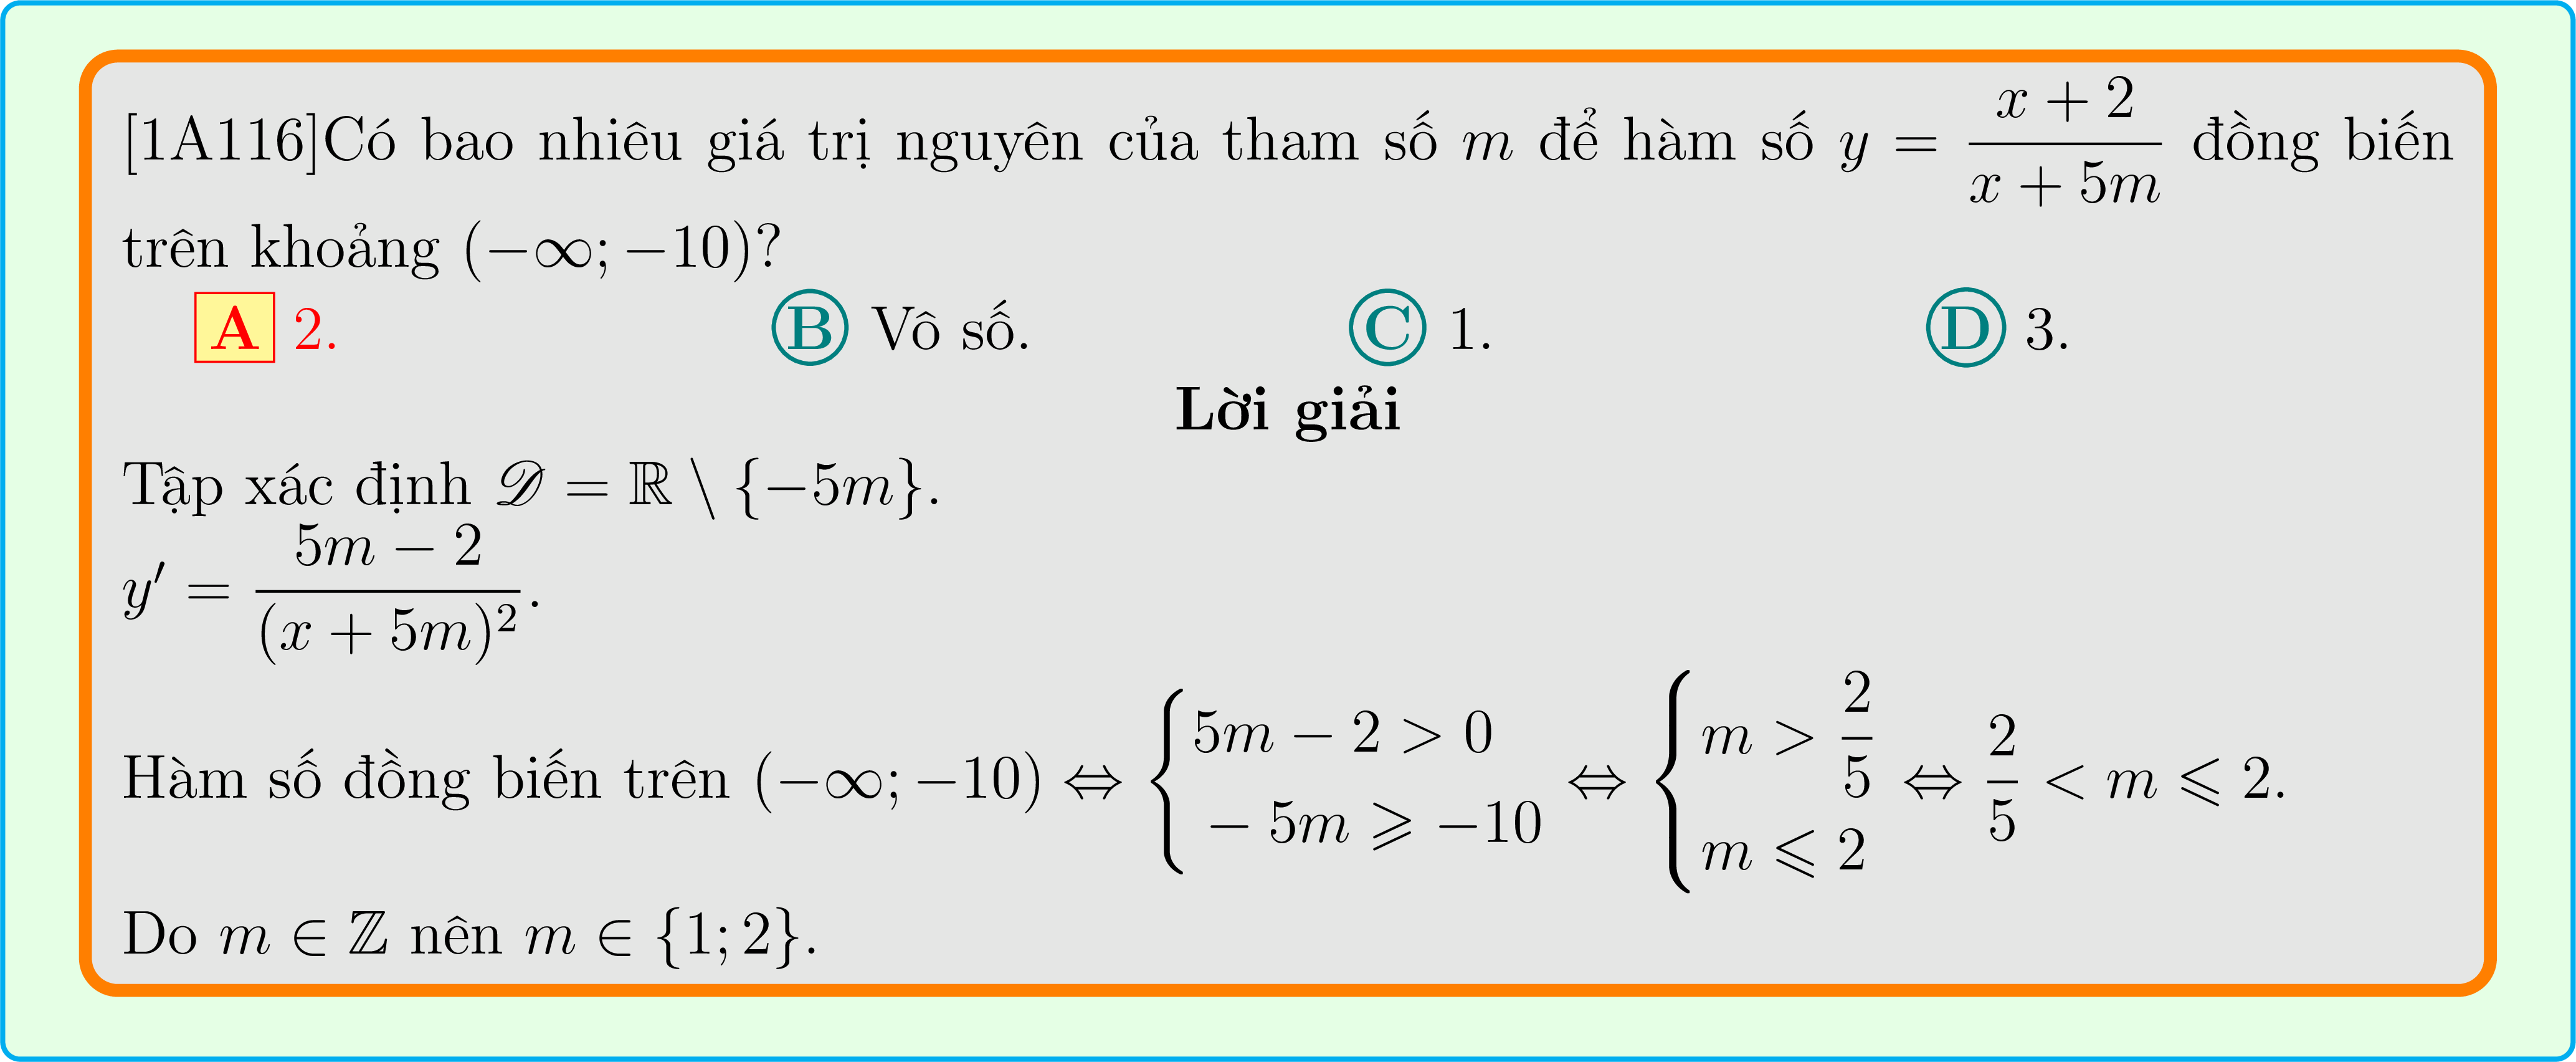 [1A116]Có bao nhiêu giá trị nguyên của tham số $m$ để hàm số $y = \dfrac{x+2}{x+5m}$ đồng biến
trên khoảng $(-\infty; -10)$?
A 2. B Vô số. C 1. D 3.
Lời giải
Tập xác định $\mathscr{D} = \mathbb{R} \setminus \{-5m\}$.
$y' = \dfrac{5m-2}{(x+5m)^2}$.
Hàm số đồng biến trên $(-\infty; -10) \Leftrightarrow \begin{cases} 5m-2 > 0 \\ -5m \geqslant -10 \end{cases} \Leftrightarrow \begin{cases} m > \dfrac{2}{5} \\ m \leqslant 2 \end{cases} \Leftrightarrow \dfrac{2}{5} < m \leqslant 2$.
Do $m \in \mathbb{Z}$ nên $m \in \{1; 2\}$.